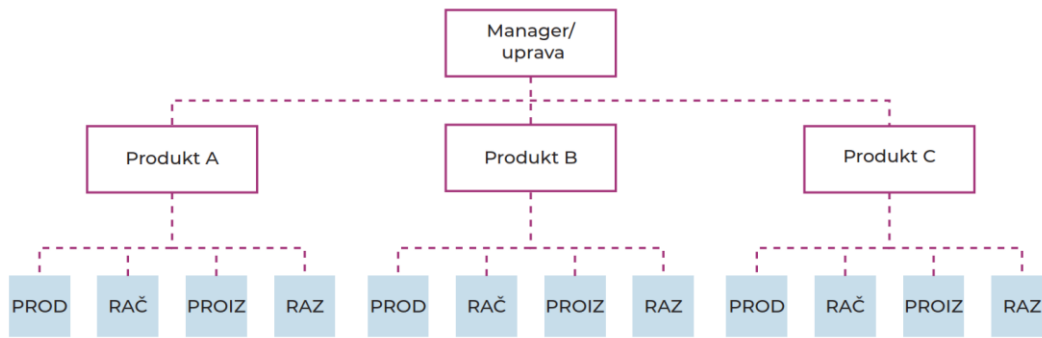 Manager/
uprava
Produkt A
Produkt B
Produkt C
PROD
RAČ
PROIZ
RAZ
PROD
RAČ
PROIZ
RAZ
PROD
RAČ
PROIZ
RAZ